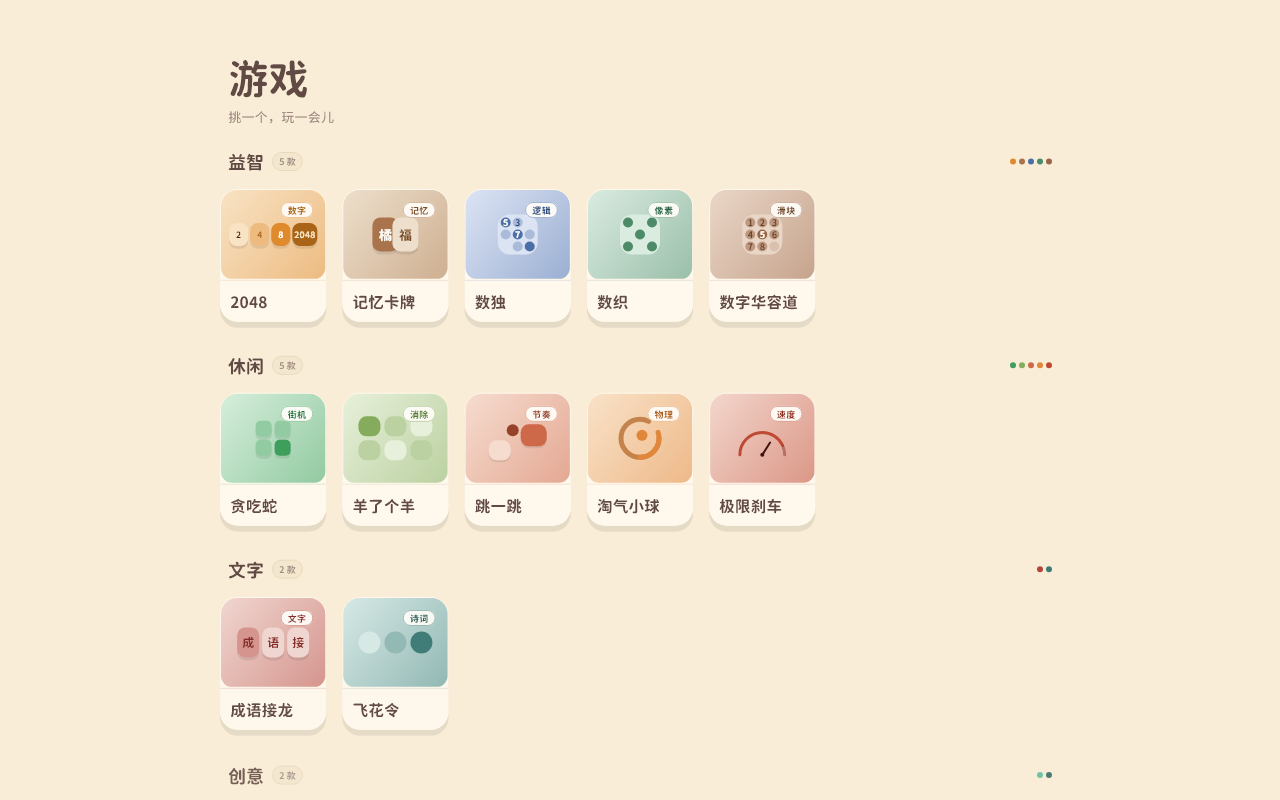 游戏
挑一个，玩一会儿
益智 5 款
数字
2 4 8 2048
2048
记忆
橘 福
记忆卡牌
逻辑
5 3
7
数独
像素
数织
滑块
1 2 3
4 5 6
7 8
数字华容道
休闲 5 款
街机
贪吃蛇
消除
羊了个羊
节奏
跳一跳
物理
淘气小球
速度
极限刹车
文字 2 款
文字
成 语 接
成语接龙
诗词
飞花令
创意 2 款